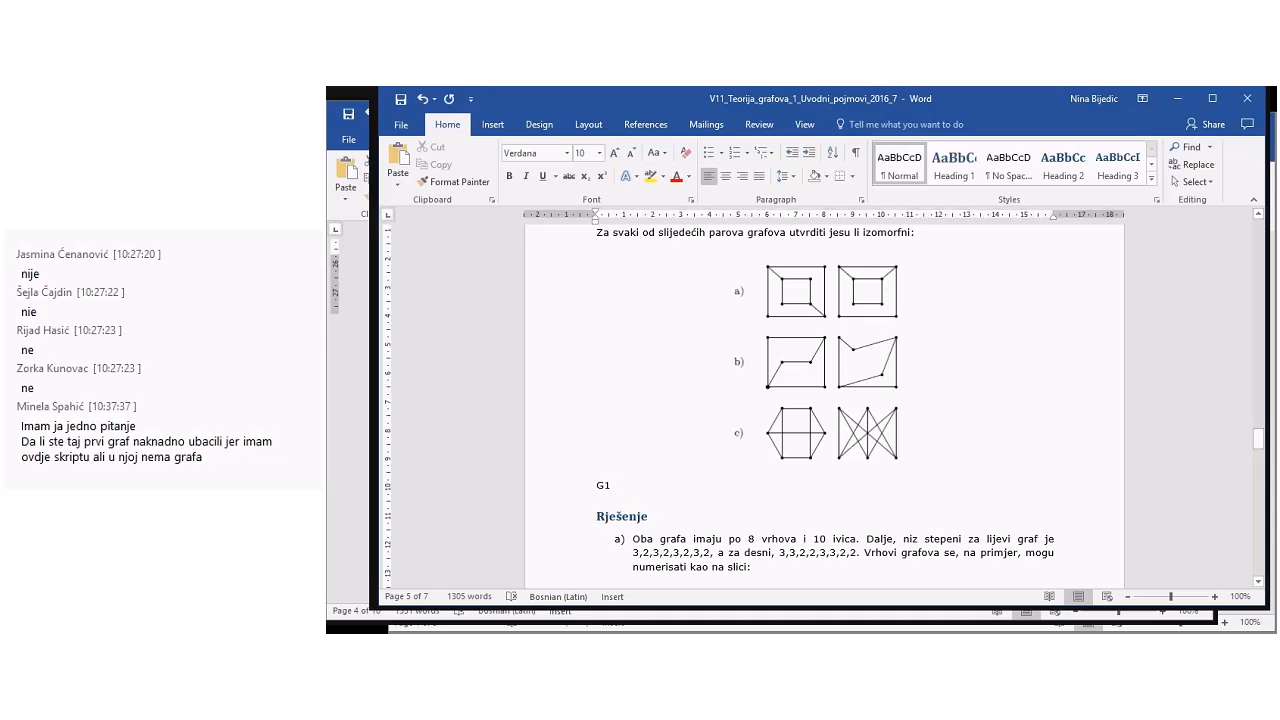 Jasmina Ćenanović [10:27:20 ]
nije
Šejla Čajdin [10:27:22 ]
nie
Rijad Hasić [10:27:23 ]
ne
Zorka Kunovac [10:27:23 ]
ne
Minela Spahić [10:37:37 ]
Imam ja jedno pitanje
Da li ste taj prvi graf naknadno ubacili jer imam
ovdje skriptu ali u njoj nema grafa
V11_Teorija_grafova_1_Uvodni_pojmovi_2016_7 - Word
Nina Bijedic
File Home Insert Design Layout References Mailings Review View Tell me what you want to do Share
File
Paste
Paste
Cut
Copy
Format Painter
Clipboard
Verdana 10
Font
Paragraph
AaBbCcD AaBbC AaBbCcD AaBbCc AaBbCcI
¶ Normal Heading 1 ¶ No Spac... Heading 2 Heading 3
Styles
Find
Replace
Select
Editing
Za svaki od slijedećih parova grafova utvrditi jesu li izomorfni:
a)
b)
c)
G1
Rješenje
a) Oba grafa imaju po 8 vrhova i 10 ivica. Dalje, niz stepeni za lijevi graf je
3,2,3,2,3,2,3,2, a za desni, 3,3,2,2,3,3,2,2. Vrhovi grafova se, na primjer, mogu
numerisati kao na slici:
Page 5 of 7 1305 words Bosnian (Latin) Insert 100%
100%
100%